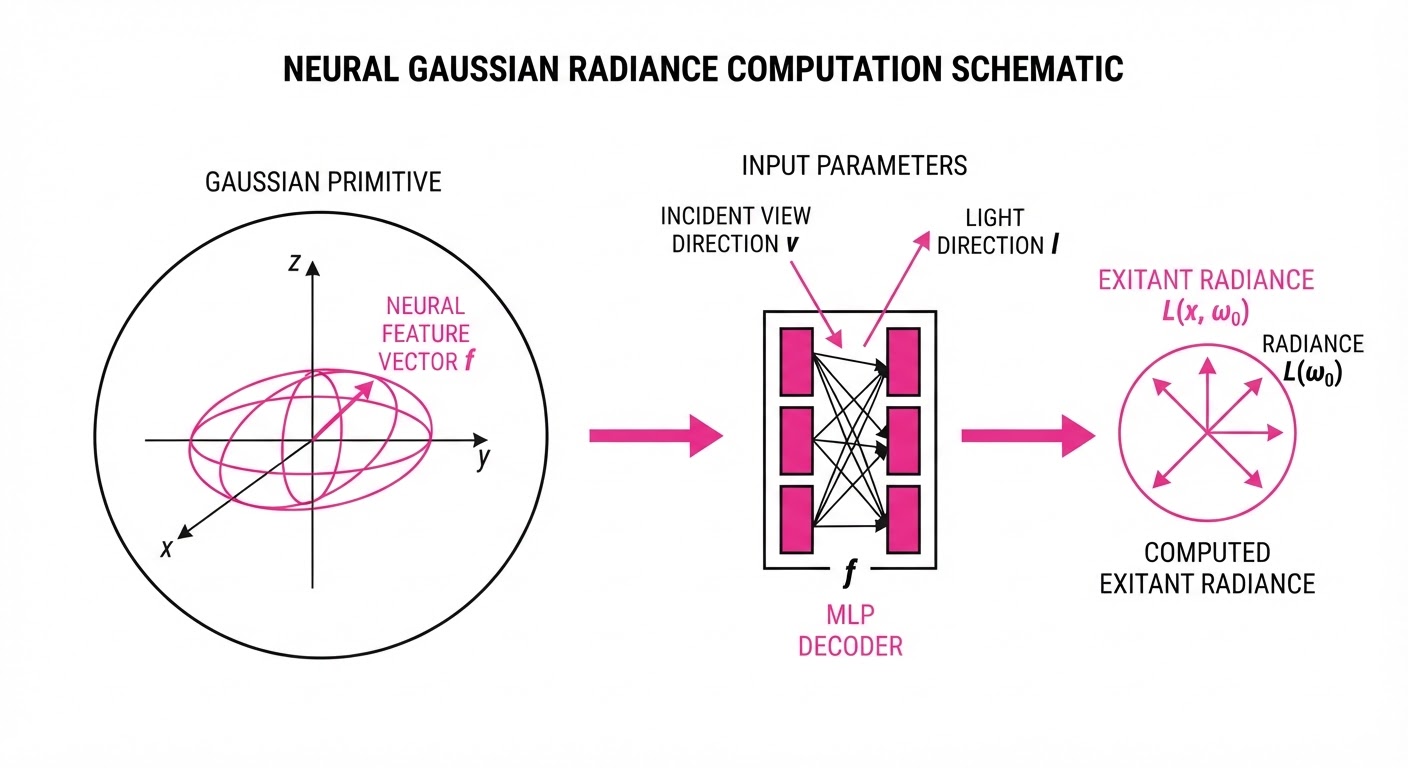 NEURAL GAUSSIAN RADIANCE COMPUTATION SCHEMATIC
GAUSSIAN PRIMITIVE
z
NEURAL
FEATURE
VECTOR f
y
x
INPUT PARAMETERS
INCIDENT VIEW
DIRECTION v
LIGHT
DIRECTION l
f
MLP
DECODER
EXITANT RADIANCE
L(x, ω₀)
RADIANCE
L(ω₀)
COMPUTED
EXITANT RADIANCE